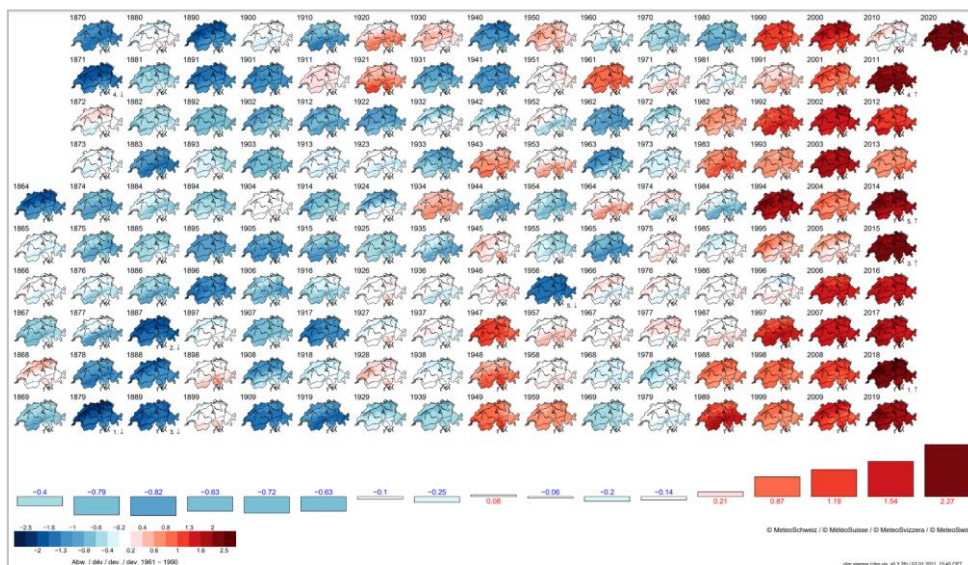 1870 1880 1890 1900 1910 1920 1930 1940 1950 1960 1970 1980 1990 2000 2010 2020
1871 1881 1891 1901 1911 1921 1931 1941 1951 1961 1971 1981 1991 2001 2011
4. ↓ 4. ↑
1872 1882 1892 1902 1912 1922 1932 1942 1952 1962 1972 1982 1992 2002 2012
1873 1883 1893 1903 1913 1923 1933 1943 1953 1963 1973 1983 1993 2003 2013
1864 1874 1884 1894 1904 1914 1924 1934 1944 1954 1964 1974 1984 1994 2004 2014
5. ↑
1865 1875 1885 1895 1905 1915 1925 1935 1945 1955 1965 1975 1985 1995 2005 2015
3. ↑
1866 1876 1886 1896 1906 1916 1926 1936 1946 1956 1966 1976 1986 1996 2006 2016
5. ↓
1867 1877 1887 1897 1907 1917 1927 1937 1947 1957 1967 1977 1987 1997 2007 2017
2. ↓
1868 1878 1888 1898 1908 1918 1928 1938 1948 1958 1968 1978 1988 1998 2008 2018
1. ↑
1869 1879 1889 1899 1909 1919 1929 1939 1949 1959 1969 1979 1989 1999 2009 2019
1. ↓ 3. ↓
−0.4 −0.79 −0.82 −0.63 −0.72 −0.63 −0.1 −0.25 0.08 −0.06 −0.2 −0.14 0.21 0.87 1.19 1.54 2.27
−2.5 −1.6 −1 −0.6 −0.2 0.4 0.8 1.3 2
−2 −1.3 −0.8 −0.4 0.2 0.6 1 1.6 2.5
Abw. / dév / dev. / dev. 1961 − 1990
© MeteoSchweiz / © MétéoSuisse / © MeteoSvizzera / © MeteoSwiss